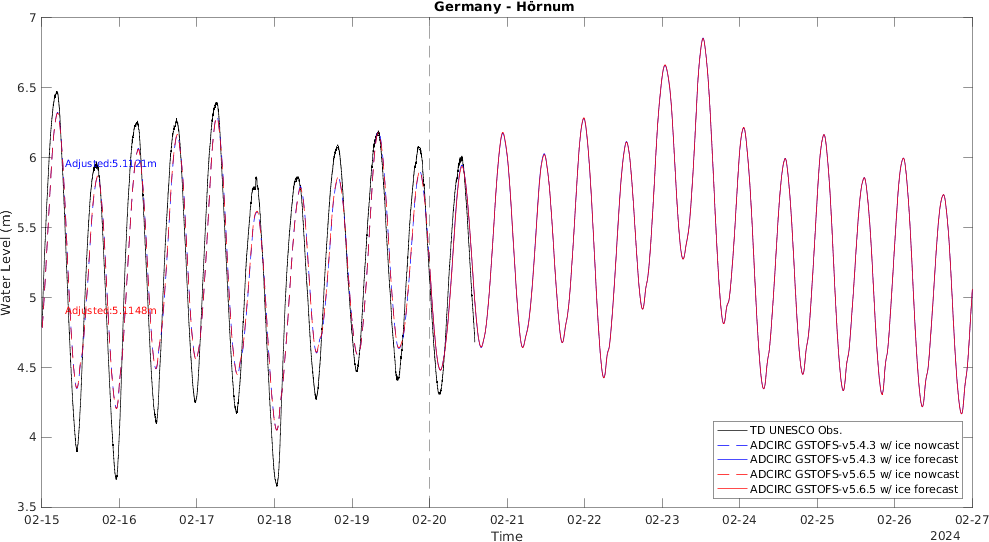 Germany - Hörnum
7
6.5
6
5.5
5
4.5
4
3.5
Water Level (m)
Adjusted:5.1121m
Adjusted:5.1148m
TD UNESCO Obs.
ADCIRC GSTOFS-v5.4.3 w/ ice nowcast
ADCIRC GSTOFS-v5.4.3 w/ ice forecast
ADCIRC GSTOFS-v5.6.5 w/ ice nowcast
ADCIRC GSTOFS-v5.6.5 w/ ice forecast
02-15 02-16 02-17 02-18 02-19 02-20 02-21 02-22 02-23 02-24 02-25 02-26 02-27
Time
2024